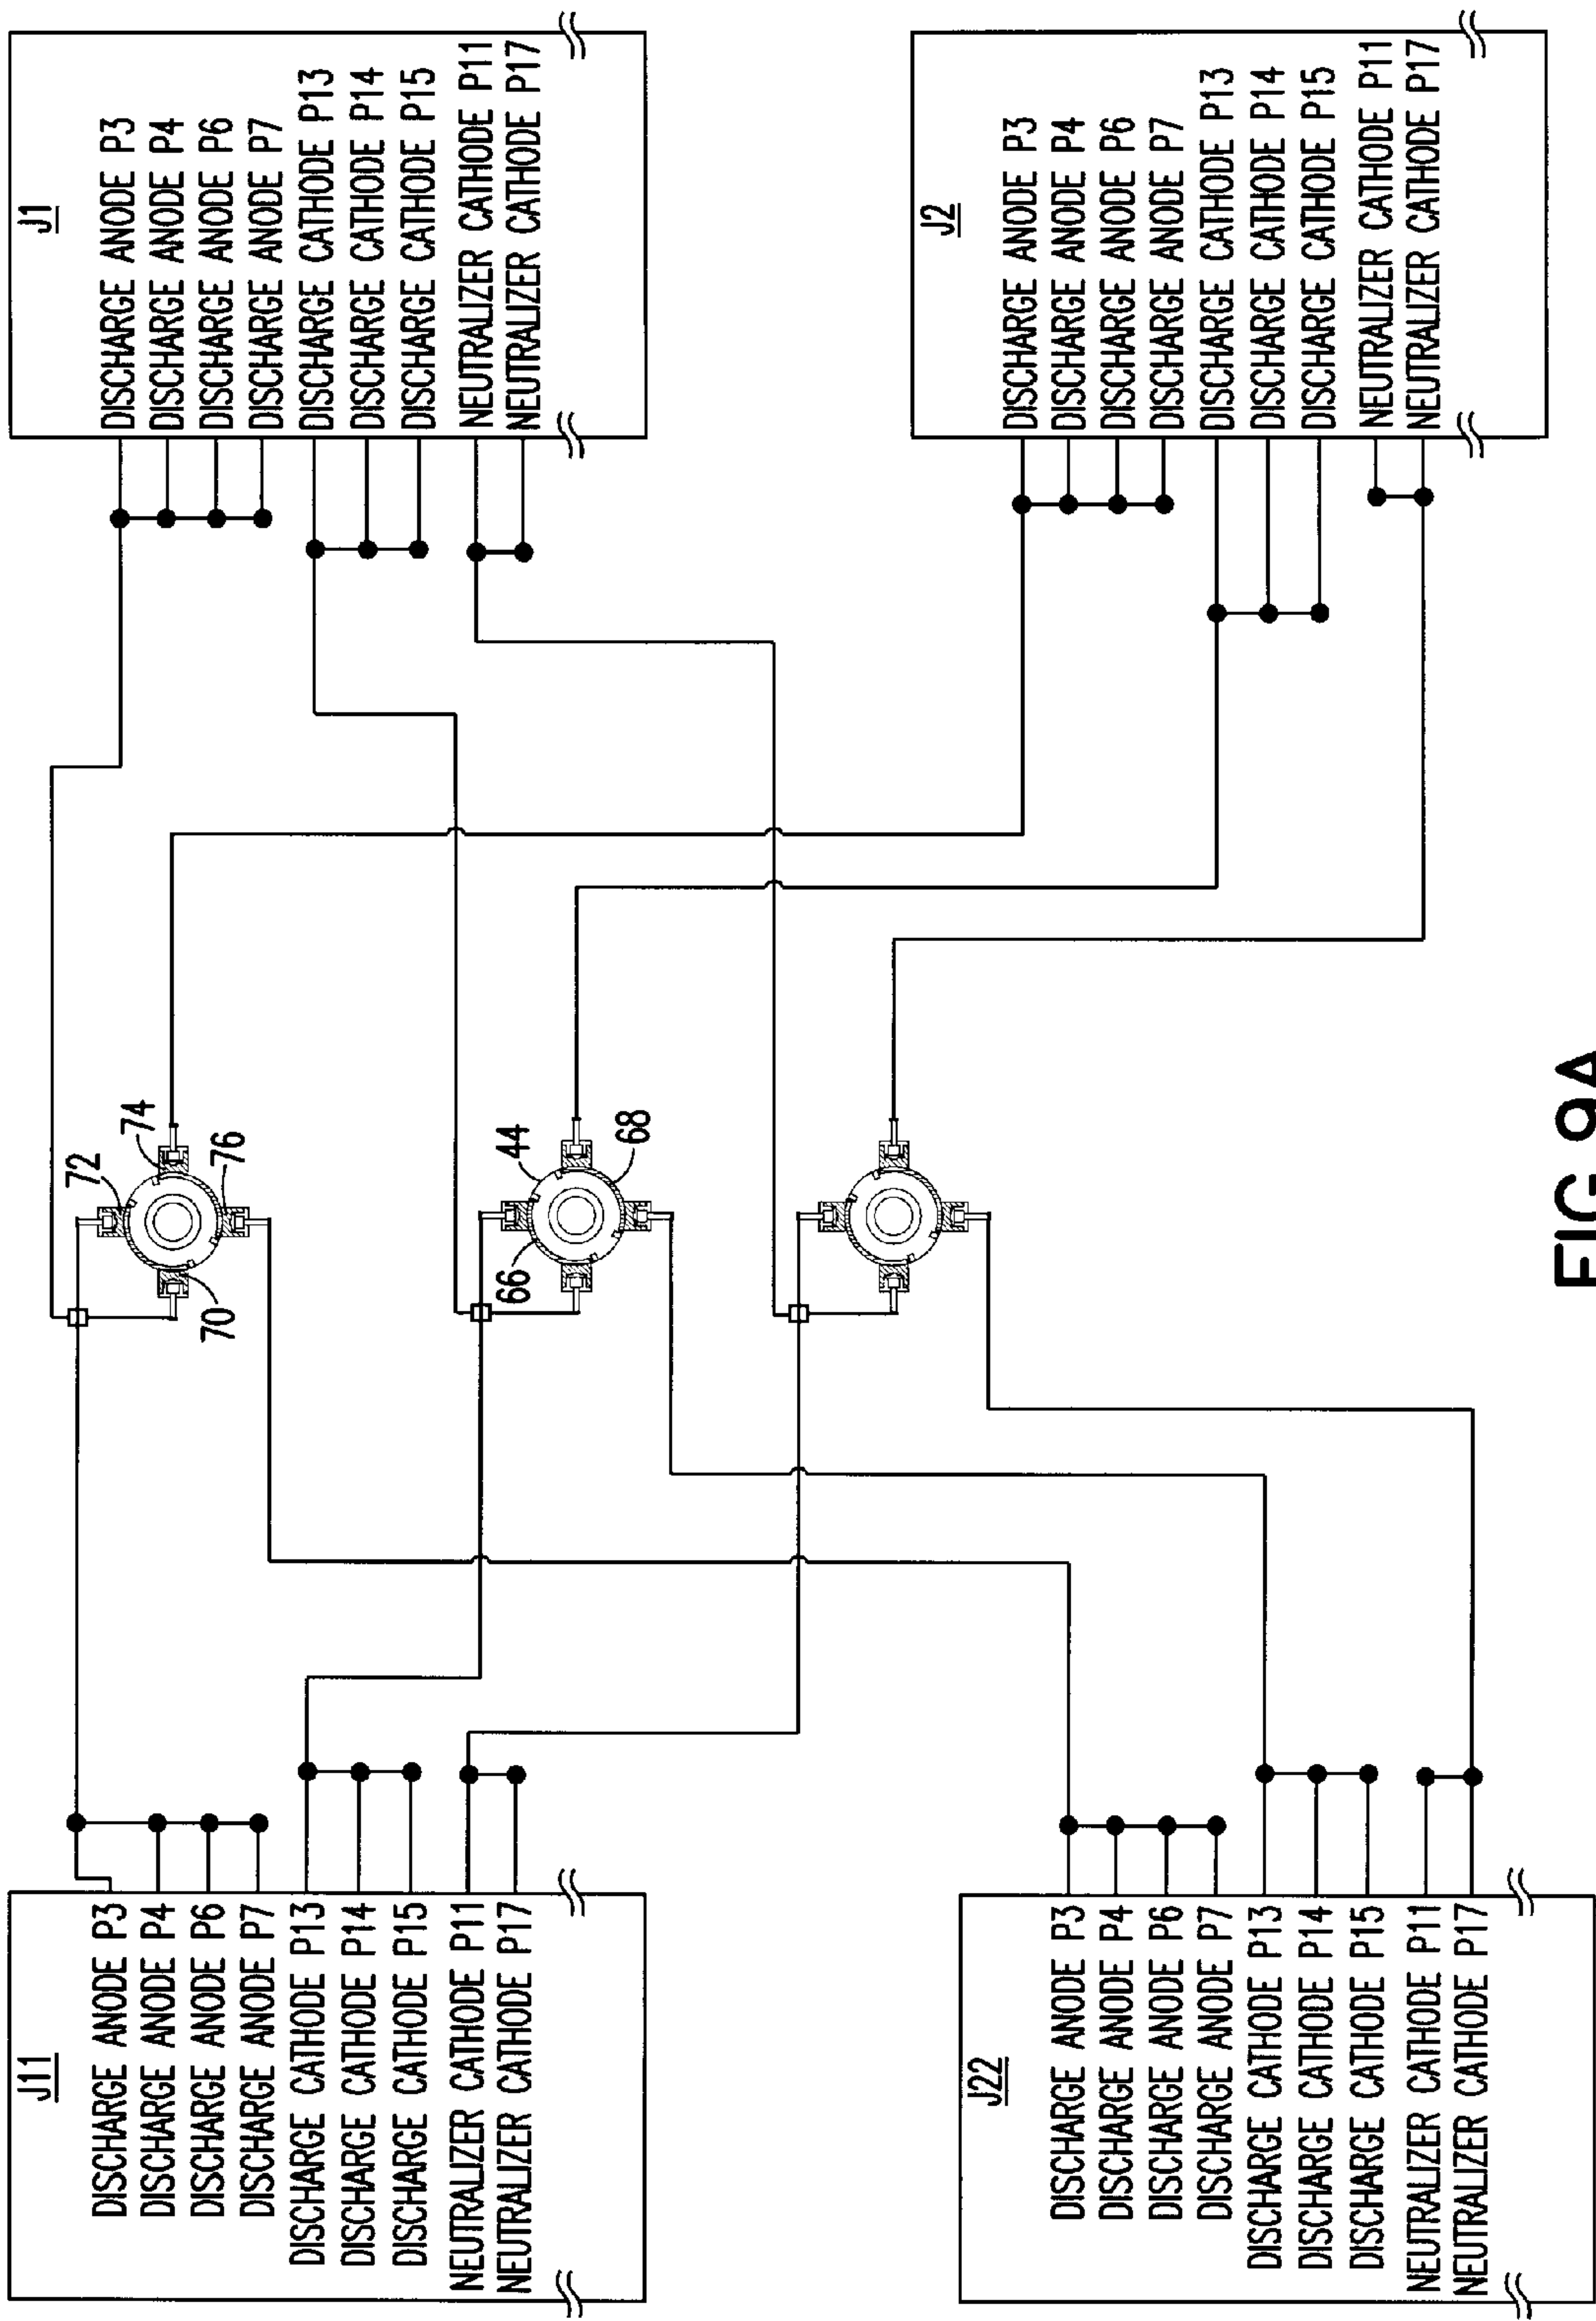 J11
DISCHARGE ANODE P3
DISCHARGE ANODE P4
DISCHARGE ANODE P6
DISCHARGE ANODE P7
DISCHARGE CATHODE P13
DISCHARGE CATHODE P14
DISCHARGE CATHODE P15
NEUTRALIZER CATHODE P11
NEUTRALIZER CATHODE P17
J1
DISCHARGE ANODE P3
DISCHARGE ANODE P4
DISCHARGE ANODE P6
DISCHARGE ANODE P7
DISCHARGE CATHODE P13
DISCHARGE CATHODE P14
DISCHARGE CATHODE P15
NEUTRALIZER CATHODE P11
NEUTRALIZER CATHODE P17
72
74
70
76
44
66
68
J22
DISCHARGE ANODE P3
DISCHARGE ANODE P4
DISCHARGE ANODE P6
DISCHARGE ANODE P7
DISCHARGE CATHODE P13
DISCHARGE CATHODE P14
DISCHARGE CATHODE P15
NEUTRALIZER CATHODE P11
NEUTRALIZER CATHODE P17
J2
DISCHARGE ANODE P3
DISCHARGE ANODE P4
DISCHARGE ANODE P6
DISCHARGE ANODE P7
DISCHARGE CATHODE P13
DISCHARGE CATHODE P14
DISCHARGE CATHODE P15
NEUTRALIZER CATHODE P11
NEUTRALIZER CATHODE P17
FIG.9A